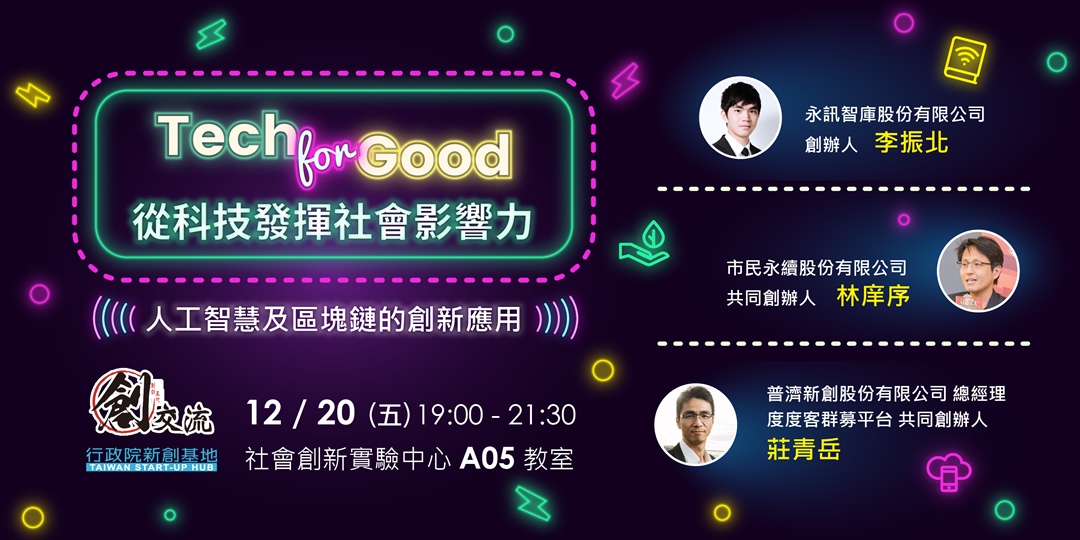 Tech for Good
從科技發揮社會影響力
人工智慧及區塊鏈的創新應用
創交流
行政院新創基地
TAIWAN START-UP HUB
12 / 20 (五) 19:00 - 21:30
社會創新實驗中心 A05 教室
永訊智庫股份有限公司
創辦人 李振北
市民永續股份有限公司
共同創辦人 林庠序
普濟新創股份有限公司 總經理
度度客群募平台 共同創辦人
莊青岳